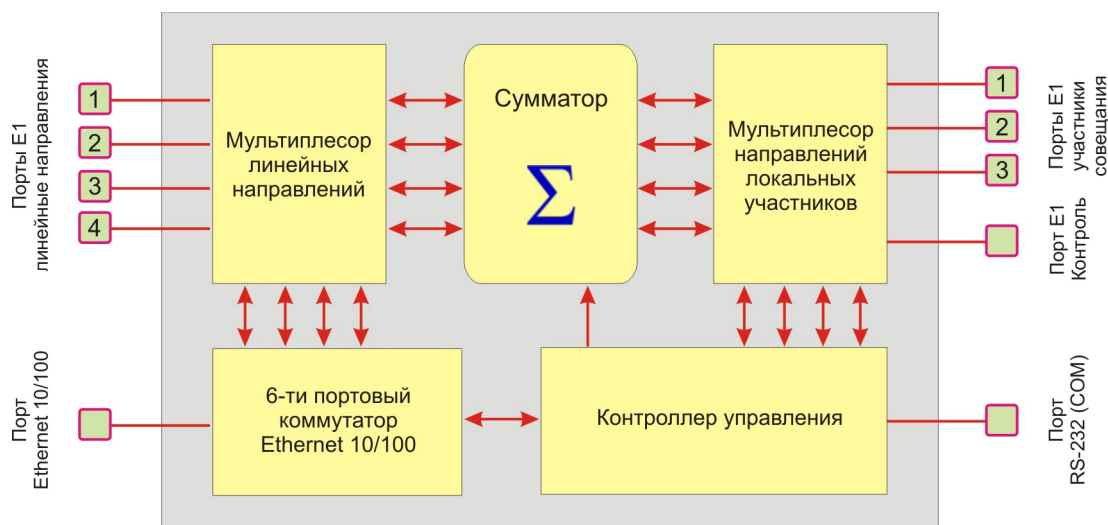 Порты Е1
линейные направления
1
2
3
4
Мультиплесор
линейных
направлений
Сумматор
Σ
Мультиплесор
направлений
локальных
участников
1
2
3
Порты Е1
участники
совещания
Порт Е1
Контроль
Порт
Ethernet 10/100
6-ти портовый
коммутатор
Ethernet 10/100
Контроллер управления
Порт
RS-232 (COM)